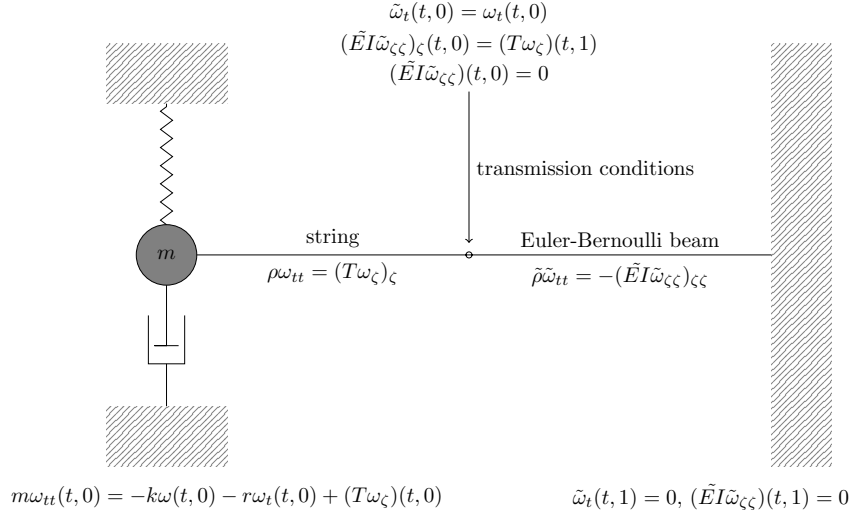 ω̃_t(t, 0) = ω_t(t, 0)
(ẼIω̃_ζζ)_ζ(t, 0) = (Tω_ζ)(t, 1)
(ẼIω̃_ζζ)(t, 0) = 0
transmission conditions
m
string
Euler-Bernoulli beam
ρω_tt = (Tω_ζ)_ζ
ρ̃ω̃_tt = −(ẼIω̃_ζζ)_ζζ
mω_tt(t, 0) = −kω(t, 0) − rω_t(t, 0) + (Tω_ζ)(t, 0)
ω̃_t(t, 1) = 0, (ẼIω̃_ζζ)(t, 1) = 0